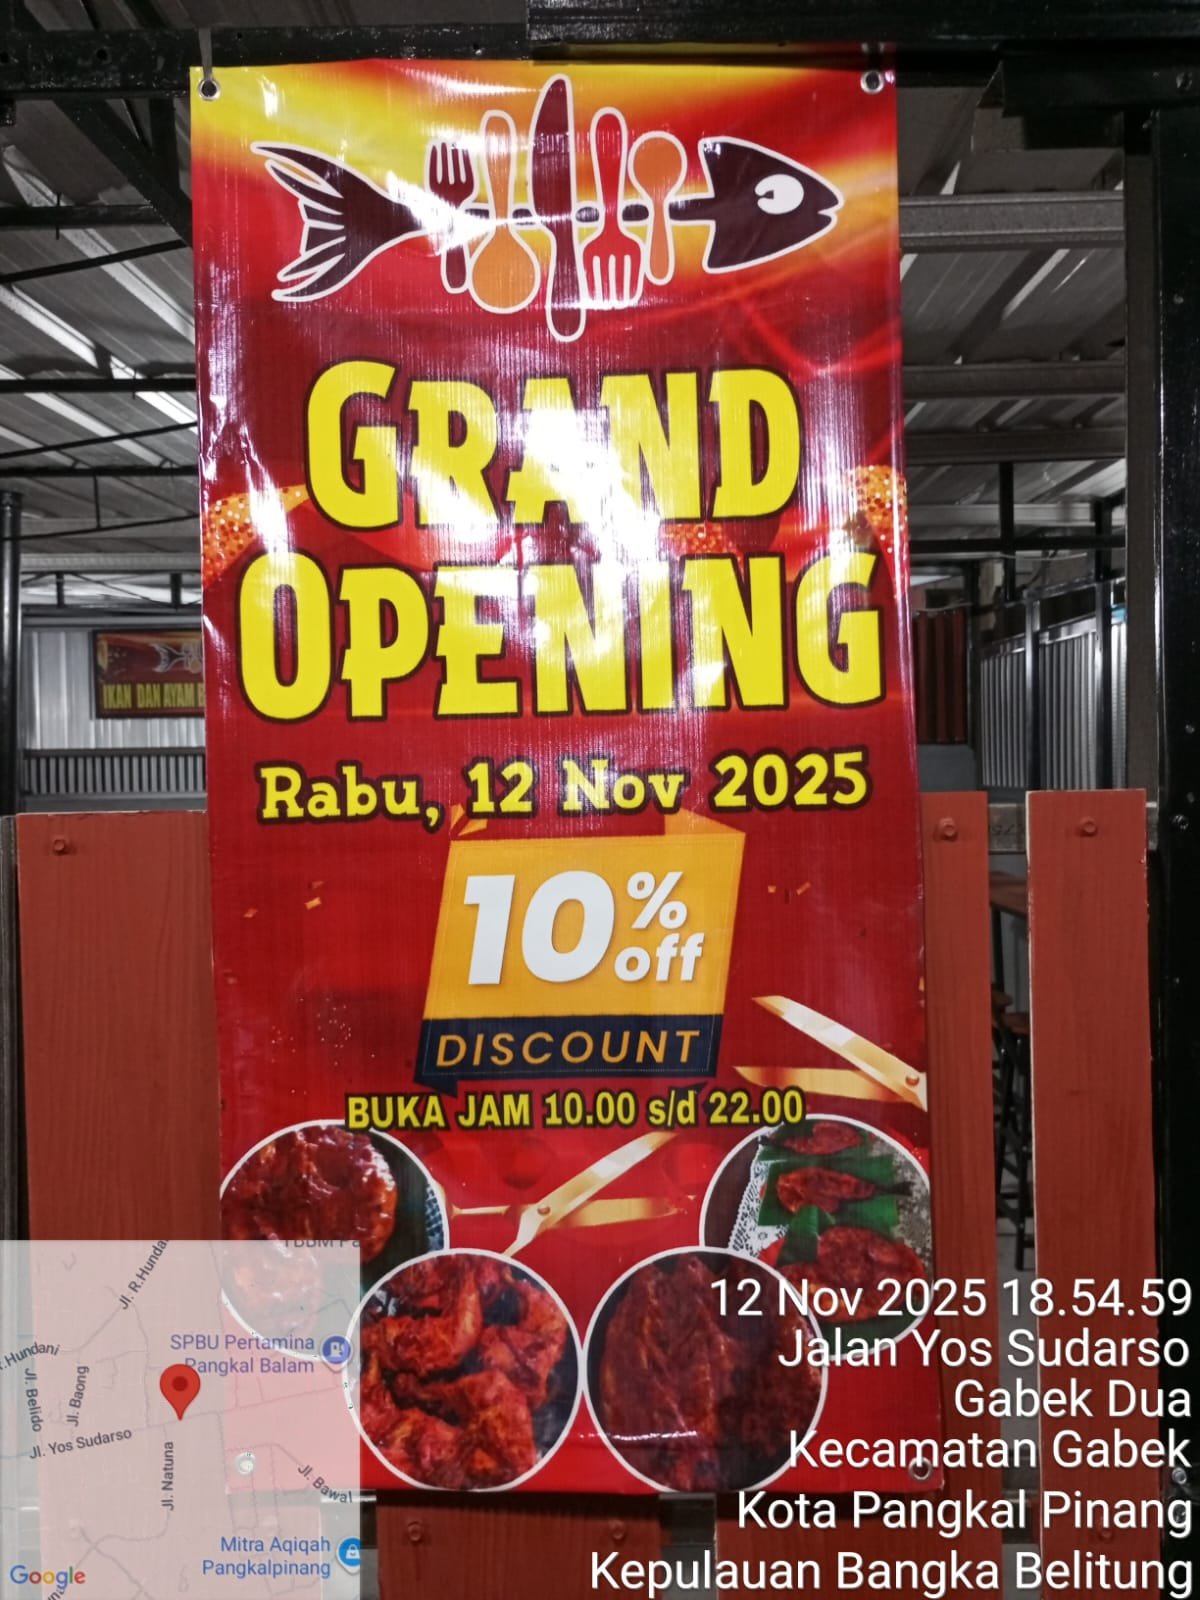 GRAND
OPENING
IKAN DAN AYAM
Rabu, 12 Nov 2025
10% off
DISCOUNT
BUKA JAM 10.00 s/d 22.00
12 Nov 2025 18.54.59
Jalan Yos Sudarso
Gabek Dua
Kecamatan Gabek
Kota Pangkal Pinang
Kepulauan Bangka Belitung
Jl. R.Hunda
SPBU Pertamina
Pangkal Balam
r.Hundani
Jl. Belido
Jl. Baong
Jl. Yos Sudarso
Jl. Natuna
Jl. Bawal
Mitra Aqiqah
Pangkalpinang
Google